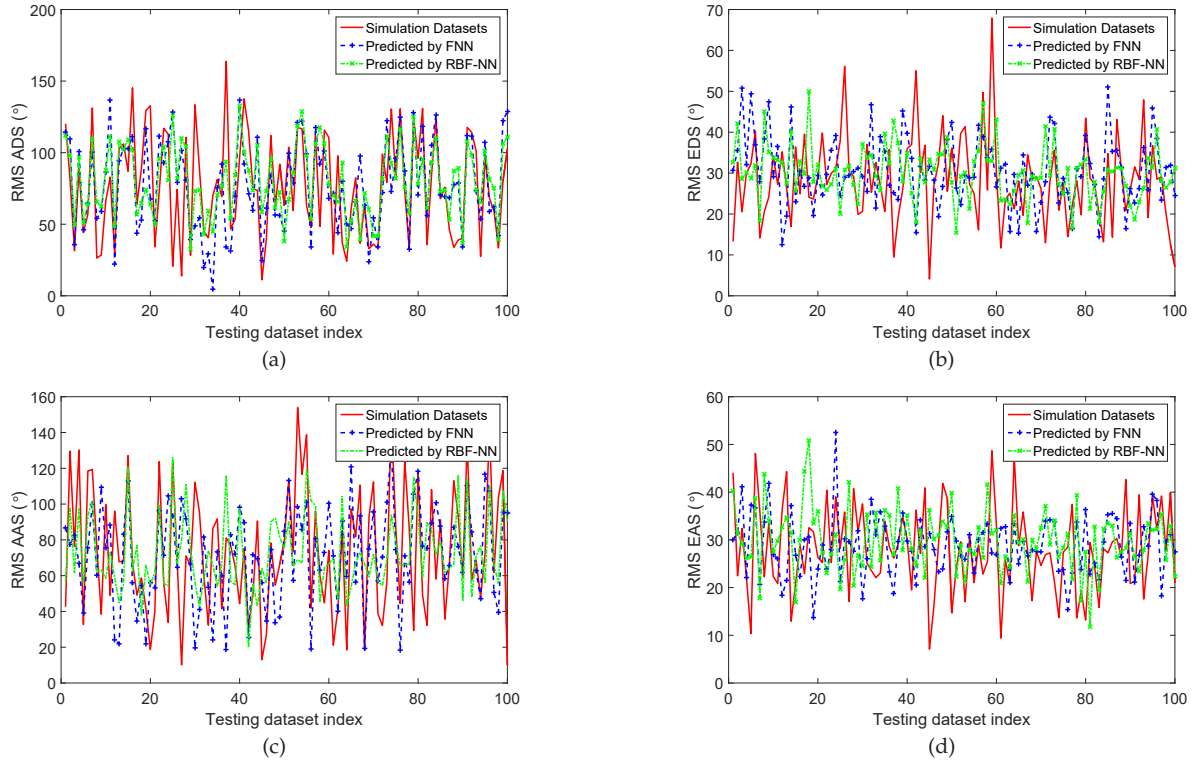 Simulation Datasets
Predicted by FNN
Predicted by RBF-NN
RMS ADS (°)
200
150
100
50
0
0 20 40 60 80 100
Testing dataset index
(a)
Simulation Datasets
Predicted by FNN
Predicted by RBF-NN
RMS EDS (°)
70
60
50
40
30
20
10
0
0 20 40 60 80 100
Testing dataset index
(b)
Simulation Datasets
Predicted by FNN
Predicted by RBF-NN
RMS AAS (°)
160
140
120
100
80
60
40
20
0
0 20 40 60 80 100
Testing dataset index
(c)
Simulation Datasets
Predicted by FNN
Predicted by RBF-NN
RMS EAS (°)
60
50
40
30
20
10
0
0 20 40 60 80 100
Testing dataset index
(d)